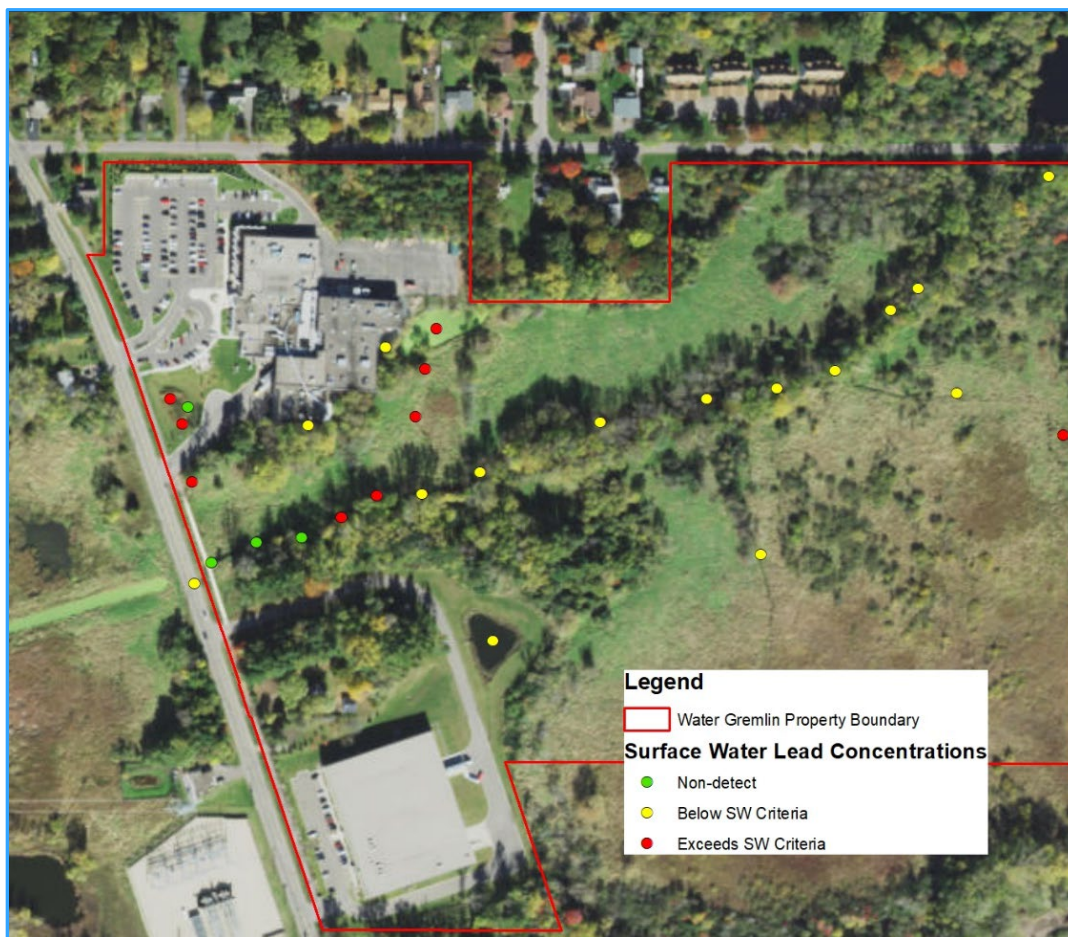 Legend
Water Gremlin Property Boundary
Surface Water Lead Concentrations
Non-detect
Below SW Criteria
Exceeds SW Criteria